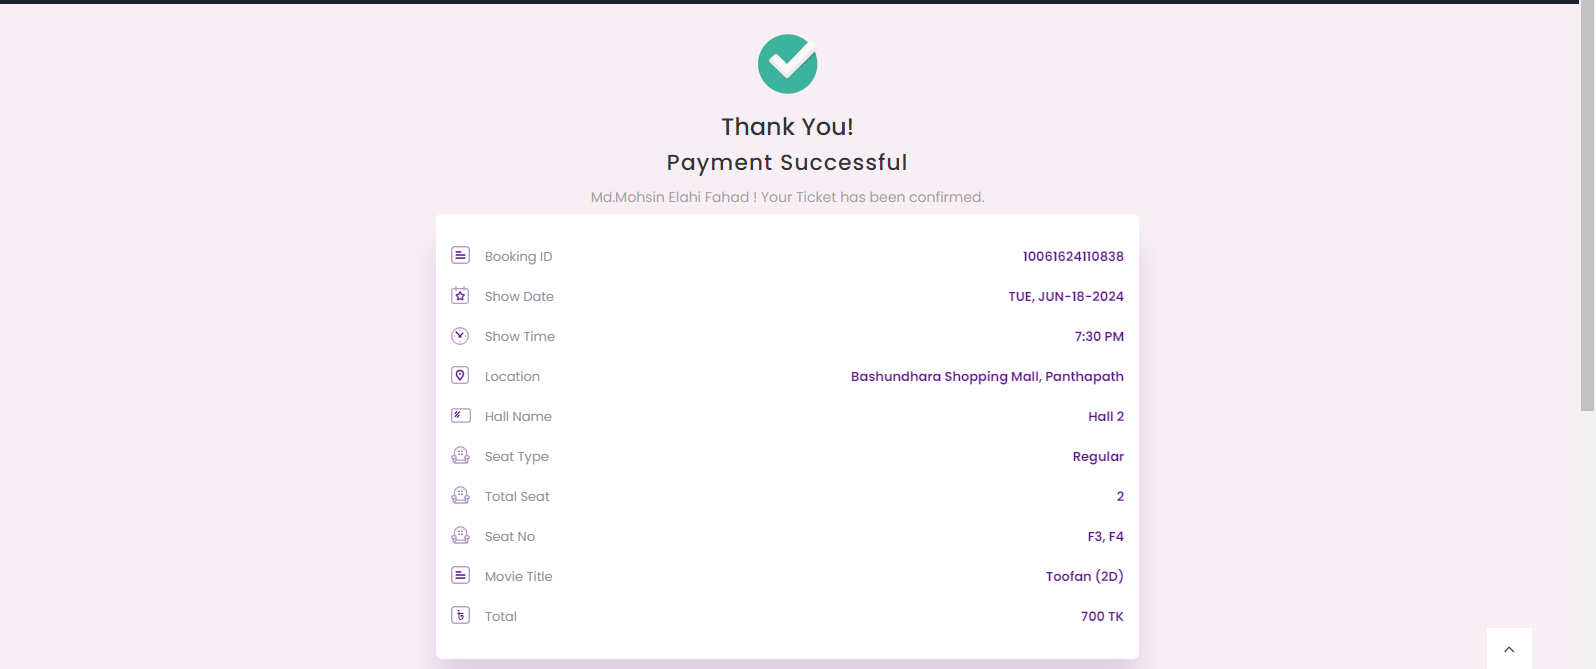 Thank You!
Payment Successful
Md.Mohsin Elahi Fahad ! Your Ticket has been confirmed.
Booking ID 10061624110838
Show Date TUE, JUN-18-2024
Show Time 7:30 PM
Location Bashundhara Shopping Mall, Panthapath
Hall Name Hall 2
Seat Type Regular
Total Seat 2
Seat No F3, F4
Movie Title Toofan (2D)
৳ Total 700 TK